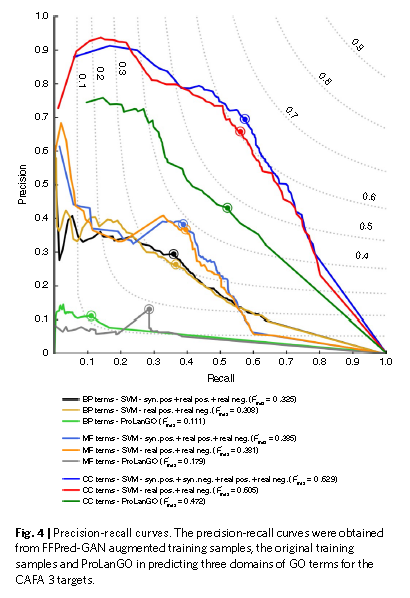 1.0
0.9
0.8
0.7
0.6
0.5
0.4
0.3
0.2
0.1
0
Precision
0.1
0.2
0.3
0.9
0.8
0.7
0.6
0.5
0.4
0.1 0.2 0.3 0.4 0.5 0.6 0.7 0.8 0.9 1.0
Recall
BP terms - SVM - syn. pos. + real pos. + real neg. (Fmax = 0.325)
BP terms - SVM - real pos. + real neg. (Fmax = 0.308)
BP terms - ProLanGO (Fmax = 0.111)
MF terms - SVM - syn. pos. + real pos. + real neg. (Fmax = 0.385)
MF terms - SVM - real pos. + real neg. (Fmax = 0.381)
MF terms - ProLanGO (Fmax = 0.179)
CC terms - SVM - syn. pos. + syn. neg. + real pos. + real neg. (Fmax = 0.629)
CC terms - SVM - real pos. + real neg. (Fmax = 0.605)
CC terms - ProLanGO (Fmax = 0.472)
Fig. 4 | Precision-recall curves. The precision-recall curves were obtained
from FFPred-GAN augmented training samples, the original training
samples and ProLanGO in predicting three domains of GO terms for the
CAFA 3 targets.